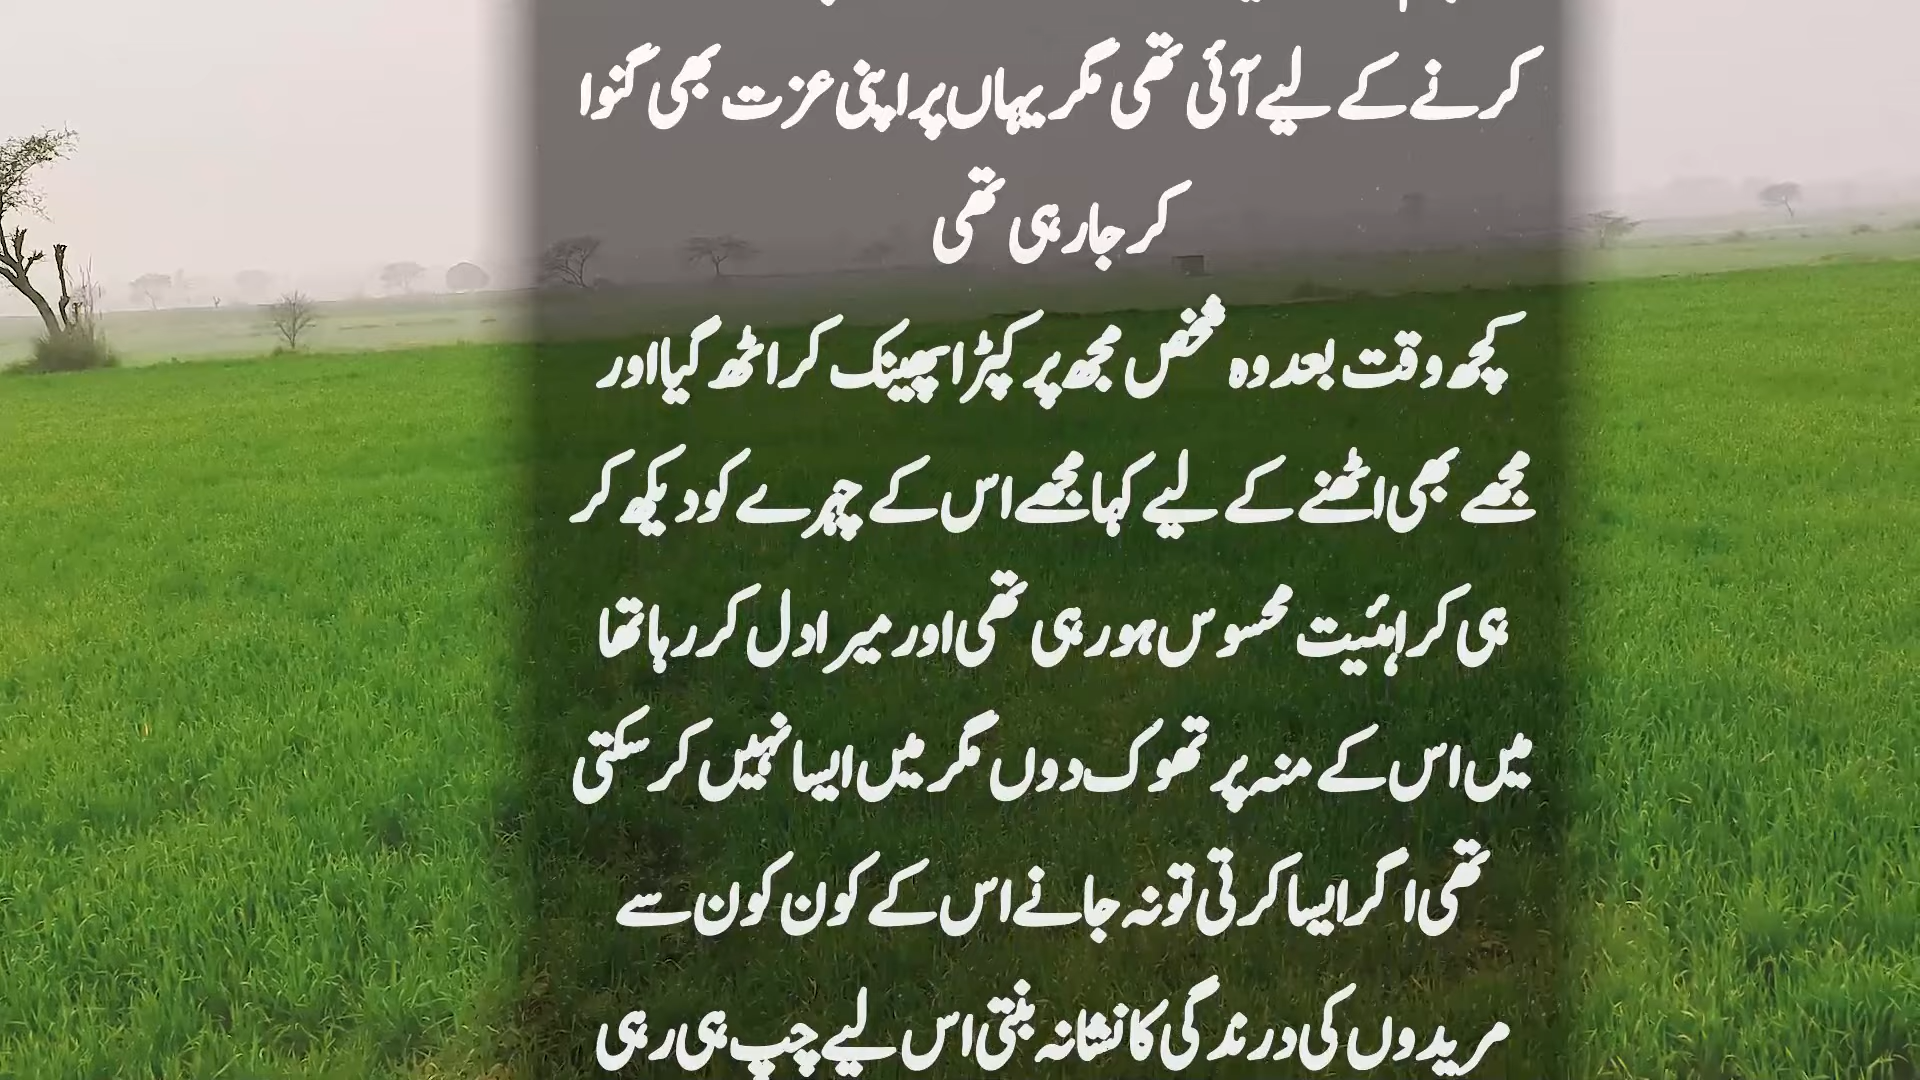 کرنے کے لیے آئی تھی مگر یہاں پر اپنی عزت بھی گنوا
کر جا رہی تھی
کچھ وقت بعد وہ شخص مجھ پر کپڑا پھینک کر اٹھ گیا اور
مجھے بھی اٹھنے کے لیے کہا مجھے اس کے چہرے کو دیکھ کر
ہی کراہئیت محسوس ہو رہی تھی اور میرا دل کر رہا تھا
میں اس کے منہ پر تھوک دوں مگر میں ایسا نہیں کر سکتی
تھی اگر ایسا کرتی تو نہ جانے اس کے کون کون سے
مریدوں کی درندگی کا نشانہ بنتی اس لیے چپ ہی رہی